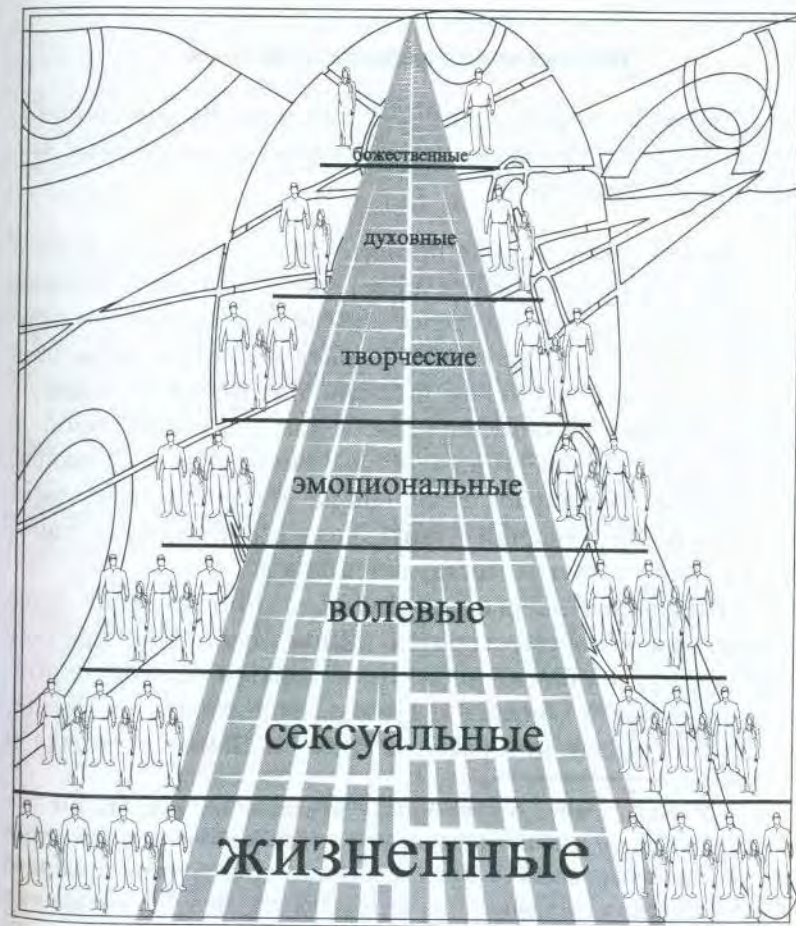 божественные
духовные
творческие
эмоциональные
волевые
сексуальные
жизненные